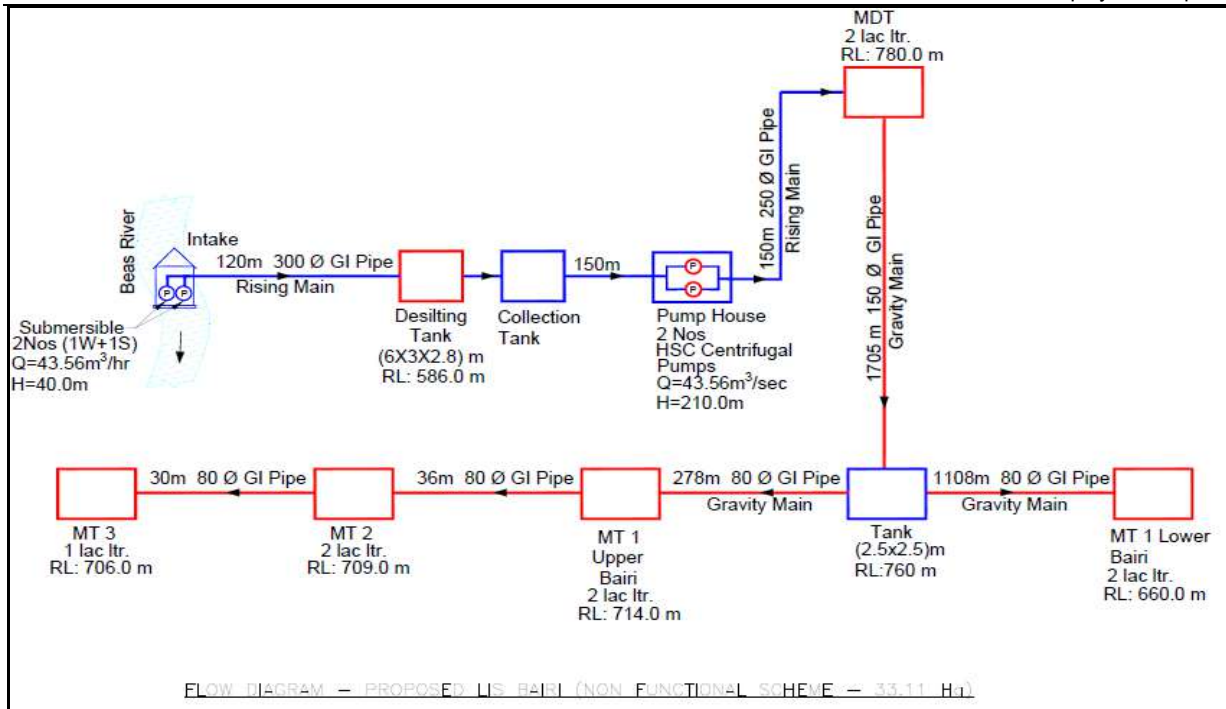 MDT
2 lac ltr.
RL: 780.0 m
150m 250 Ø GI Pipe
Rising Main
Beas River
Intake
120m 300 Ø GI Pipe
Rising Main
150m
P
P
P
P
Submersible
2Nos (1W+1S)
Q=43.56m³/hr
H=40.0m
Desilting
Tank
(6X3X2.8) m
RL: 586.0 m
Collection
Tank
Pump House
2 Nos
HSC Centrifugal
Pumps
Q=43.56m³/sec
H=210.0m
1705 m 150 Ø GI Pipe
Gravity Main
30m 80 Ø GI Pipe
36m 80 Ø GI Pipe
278m 80 Ø GI Pipe
Gravity Main
1108m 80 Ø GI Pipe
Gravity Main
MT 3
1 lac ltr.
RL: 706.0 m
MT 2
2 lac ltr.
RL: 709.0 m
MT 1
Upper
Bairi
2 lac ltr.
RL: 714.0 m
Tank
(2.5x2.5)m
RL:760 m
MT 1 Lower
Bairi
2 lac ltr.
RL: 660.0 m
FLOW DIAGRAM – PROPOSED LIS BAIRI (NON FUNCTIONAL SCHEME – 33.11 Ha)